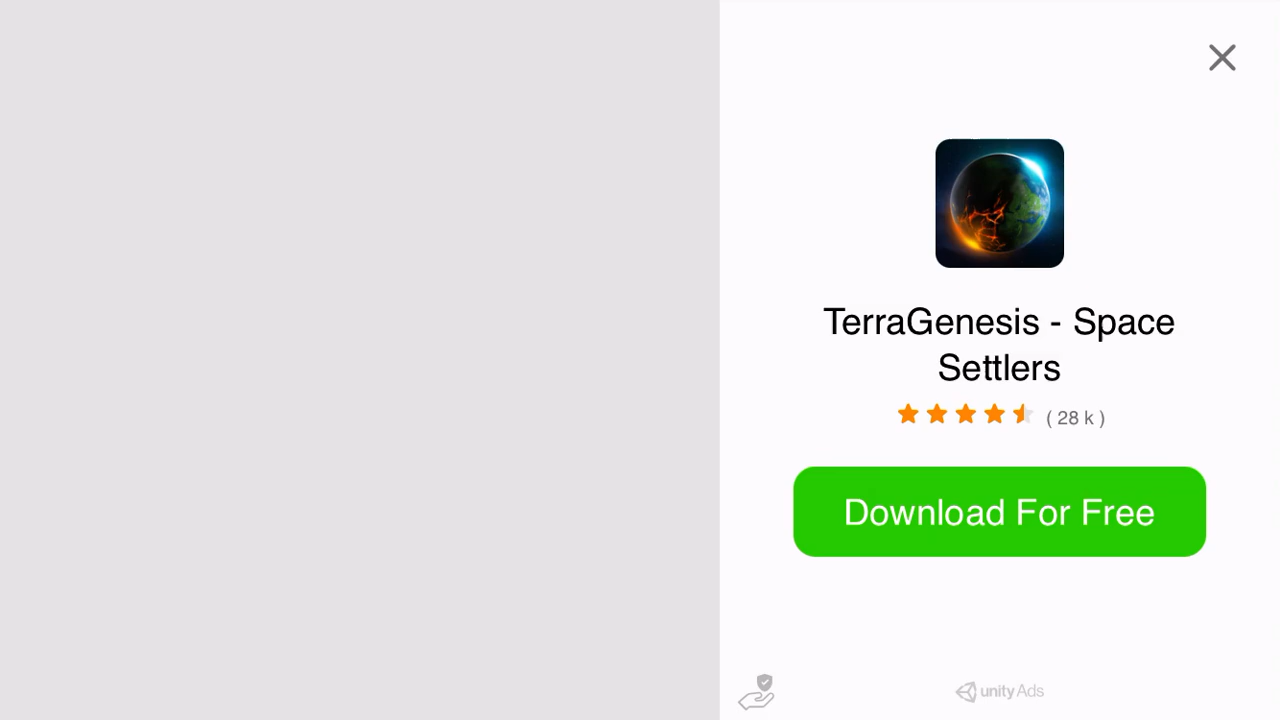 TerraGenesis - Space
Settlers
( 28 k )
Download For Free
unity Ads